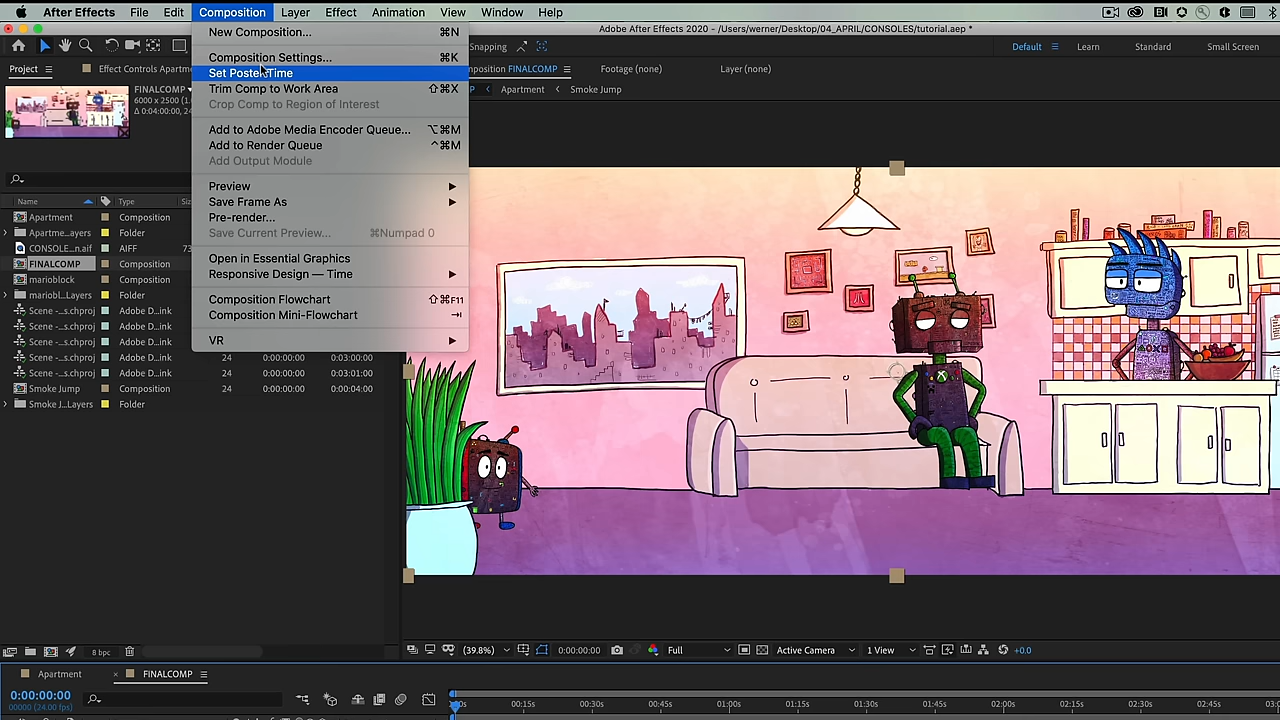 After Effects File Edit Composition Layer Effect Animation View Window Help
Adobe After Effects 2020 - /Users/werner/Desktop/04_APRIL/CONSOLES/tutorial.aep *
Snapping Default Learn Standard Small Screen
Project Effect Controls Apartme
FINALCOMP Footage (none) Layer (none)
Apartment Smoke Jump
FINALCOMP
6000 x 2500 (1.0
Δ 0:04:00:00, 24
New Composition... ⌘N
Composition Settings... ⌘K
Set Poster Time
Trim Comp to Work Area ⇧⌘X
Crop Comp to Region of Interest
Add to Adobe Media Encoder Queue... ⌥⌘M
Add to Render Queue ^⌘M
Add Output Module
Preview
Save Frame As
Pre-render...
Save Current Preview... ⌘Numpad 0
Open in Essential Graphics
Responsive Design — Time
Composition Flowchart ⇧⌘F11
Composition Mini-Flowchart
VR
Name Type
Apartment Composition
Apartme...ayers Folder
CONSOLE...n.aif AIFF 73
FINALCOMP Composition
marioblock Composition
mariobl...Layers Folder
Scene -...s.chproj Adobe D...ink
Scene -...s.chproj Adobe D...ink
Scene -...s.chproj Adobe D...ink
Scene -...s.chproj Adobe D...ink 24 0:00:00:00 0:03:00:00
Scene -...s.chproj Adobe D...ink 24 0:00:00:00 0:03:01:00
Smoke Jump Composition 24 0:00:00:00 0:00:04:00
Smoke J...Layers Folder
8 bpc
(39.8%) 0:00:00:00 Full Active Camera 1 View +0.0
Apartment × FINALCOMP
0:00:00:00
00000 (24.00 fps)
00:15s 00:30s 00:45s 01:00s 01:15s 01:30s 01:45s 02:00s 02:15s 02:30s 02:45s